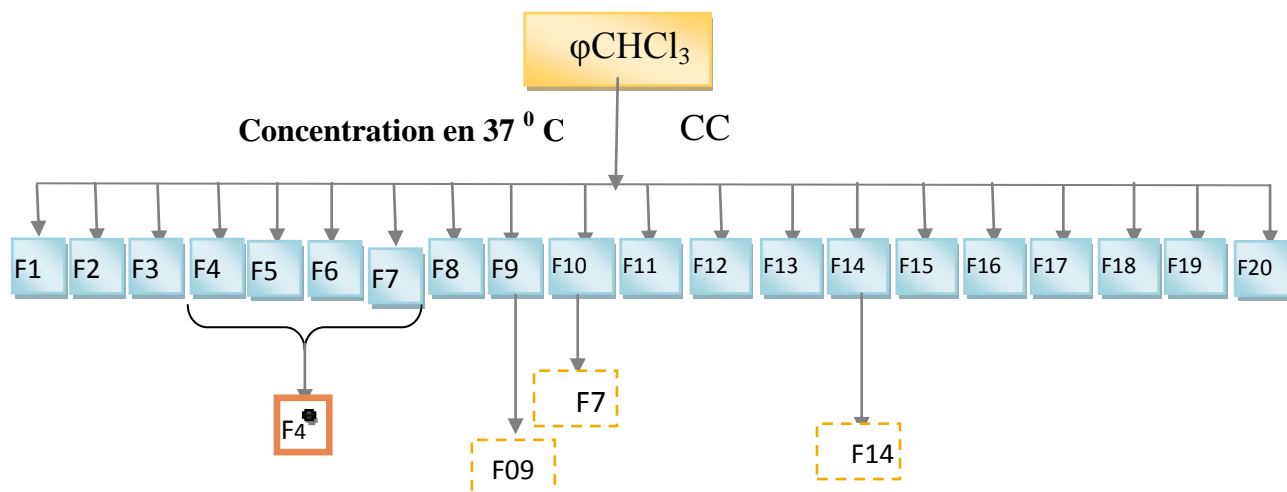 φCHCl₃
Concentration en 37 ⁰ C CC
F1 F2 F3 F4 F5 F6 F7 F8 F9 F10 F11 F12 F13 F14 F15 F16 F17 F18 F19 F20
F4
F7
F09
F14